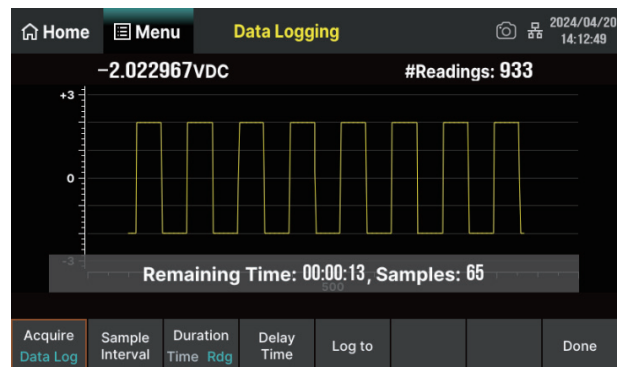 Home
Menu
Data Logging
2024/04/20
14:12:49
−2.022967VDC
#Readings: 933
+3
0
-3
Remaining Time: 00:00:13, Samples: 65
500
Acquire
Data Log
Sample
Interval
Duration
Time Rdg
Delay
Time
Log to
Done